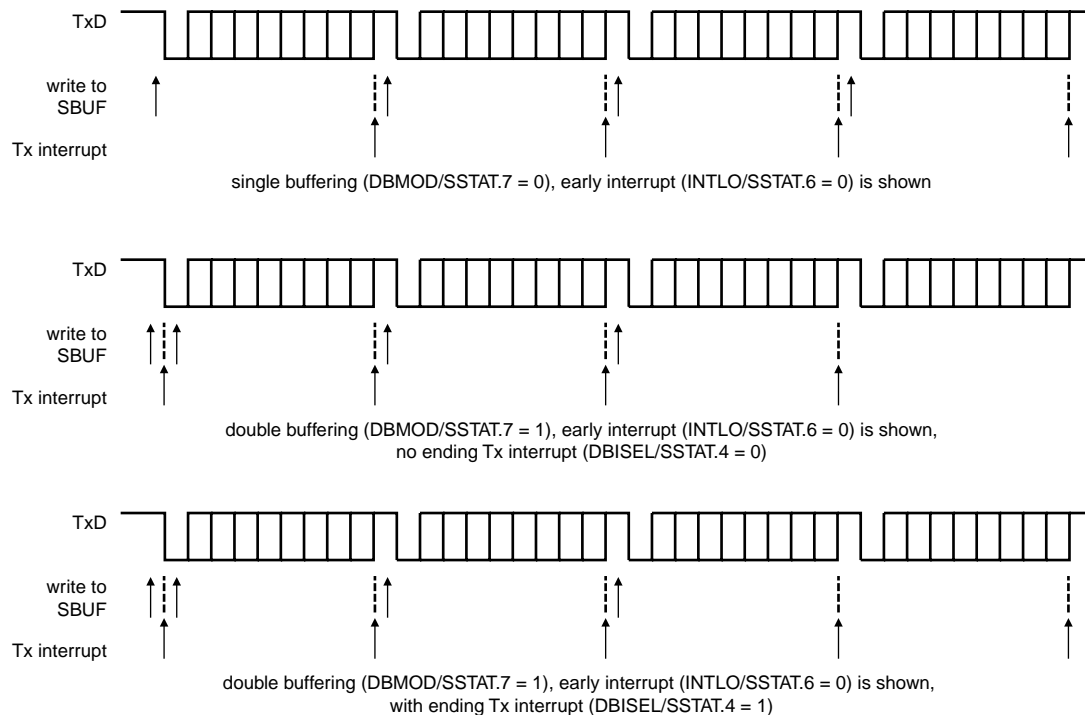 TxD
write to
SBUF
Tx interrupt
single buffering (DBMOD/SSTAT.7 = 0), early interrupt (INTLO/SSTAT.6 = 0) is shown
TxD
write to
SBUF
Tx interrupt
double buffering (DBMOD/SSTAT.7 = 1), early interrupt (INTLO/SSTAT.6 = 0) is shown,
no ending Tx interrupt (DBISEL/SSTAT.4 = 0)
TxD
write to
SBUF
Tx interrupt
double buffering (DBMOD/SSTAT.7 = 1), early interrupt (INTLO/SSTAT.6 = 0) is shown,
with ending Tx interrupt (DBISEL/SSTAT.4 = 1)